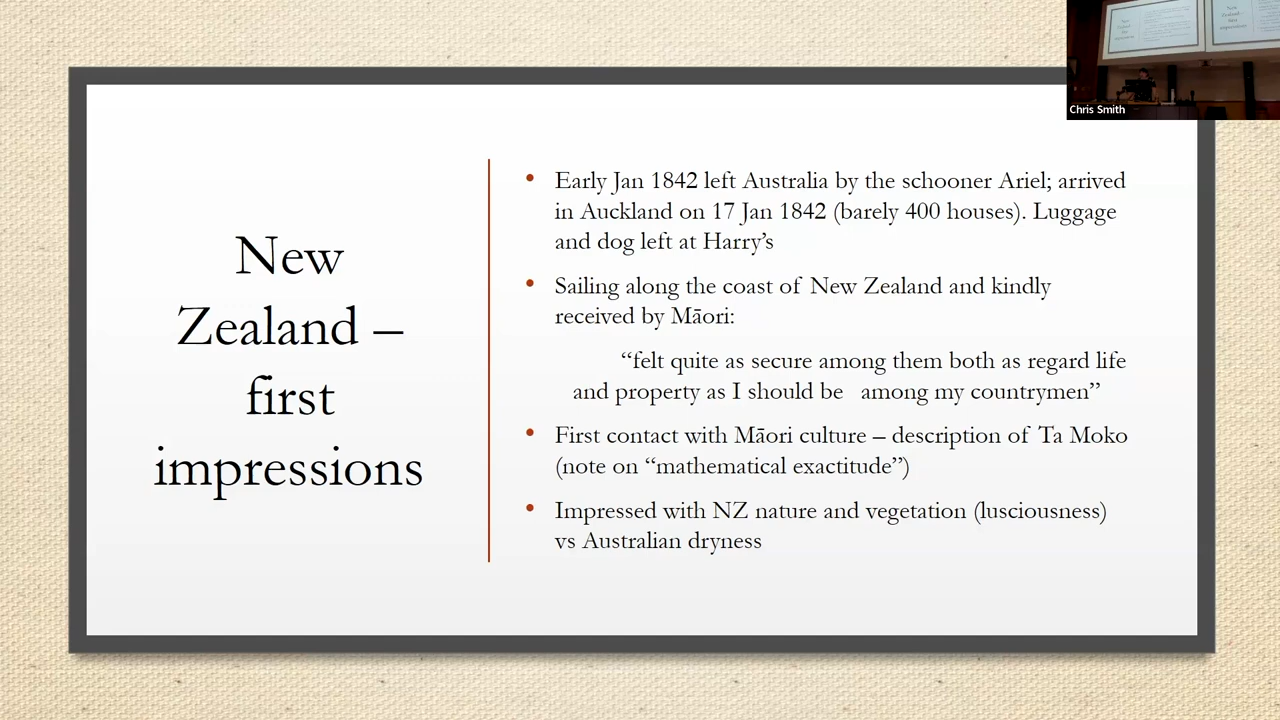 New
Zealand –
first
impressions
• Early Jan 1842 left Australia by the schooner Ariel; arrived
in Auckland on 17 Jan 1842 (barely 400 houses). Luggage
and dog left at Harry’s
• Sailing along the coast of New Zealand and kindly
received by Māori:
“felt quite as secure among them both as regard life
and property as I should be among my countrymen”
• First contact with Māori culture – description of Ta Moko
(note on “mathematical exactitude”)
• Impressed with NZ nature and vegetation (lusciousness)
vs Australian dryness
Chris Smith